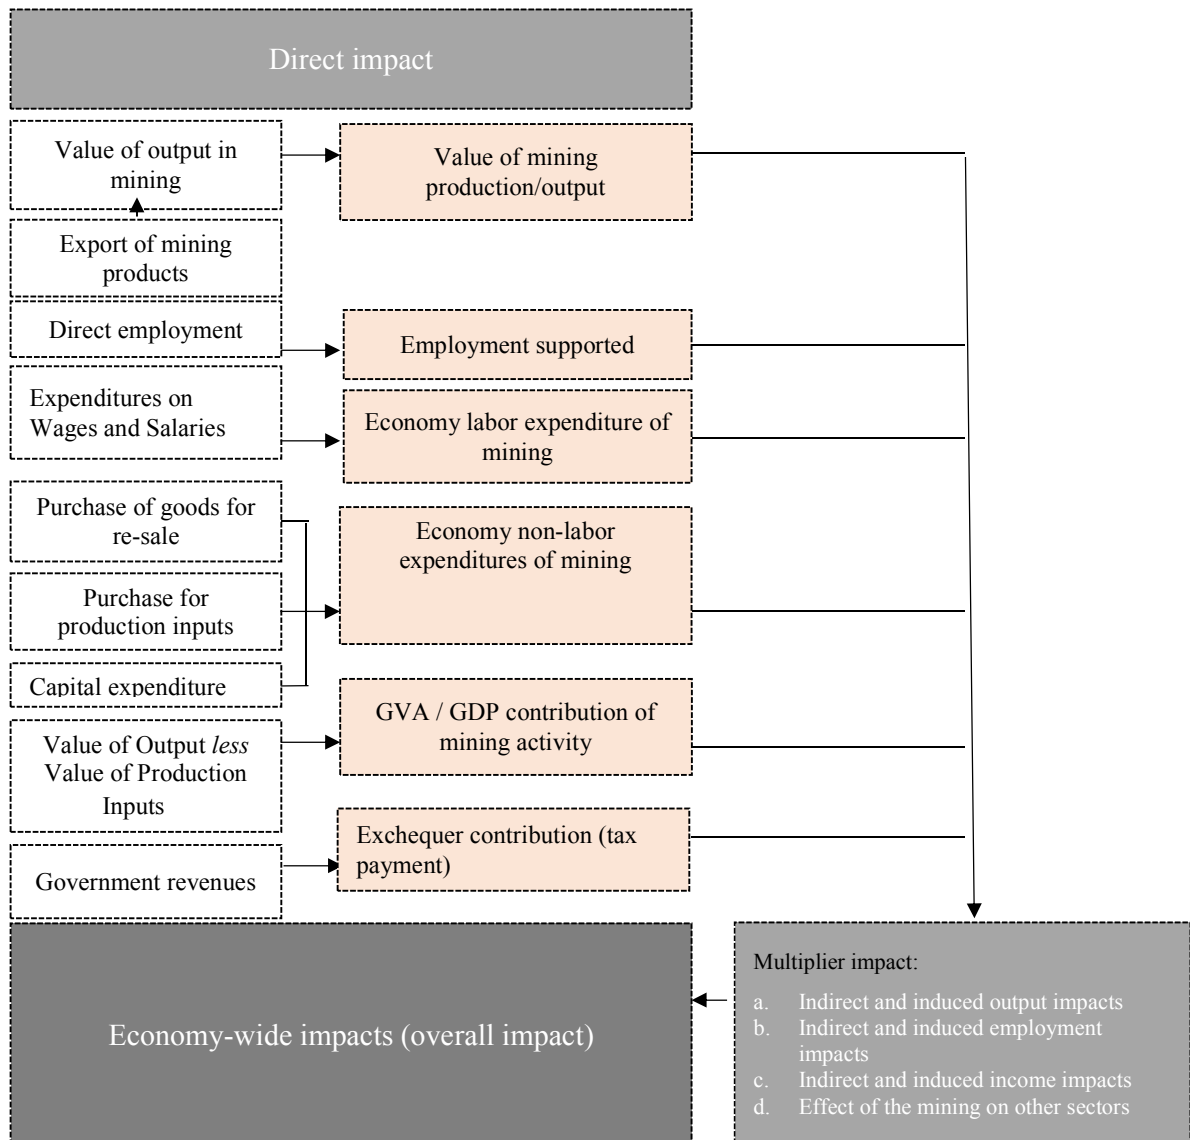 Direct impact
Value of output in
mining
Value of mining
production/output
Export of mining
products
Direct employment
Employment supported
Expenditures on
Wages and Salaries
Economy labor expenditure of
mining
Purchase of goods for
re-sale
Economy non-labor
expenditures of mining
Purchase for
production inputs
Capital expenditure
GVA / GDP contribution of
mining activity
Value of Output less
Value of Production
Inputs
Exchequer contribution (tax
payment)
Government revenues
Economy-wide impacts (overall impact)
Multiplier impact:
a. Indirect and induced output impacts
b. Indirect and induced employment
impacts
c. Indirect and induced income impacts
d. Effect of the mining on other sectors